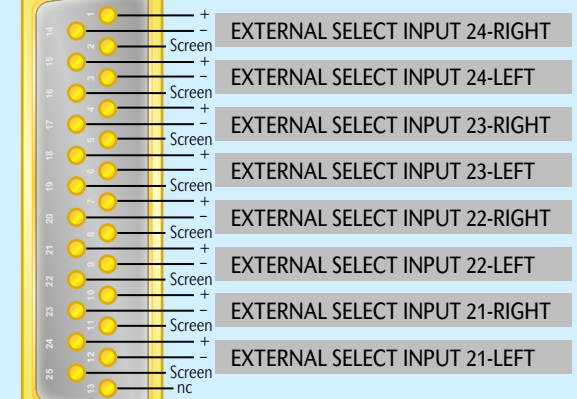 1 +
14 – EXTERNAL SELECT INPUT 24-RIGHT
2 Screen
15 +
3 – EXTERNAL SELECT INPUT 24-LEFT
16 Screen
4 +
17 – EXTERNAL SELECT INPUT 23-RIGHT
5 Screen
18 +
6 – EXTERNAL SELECT INPUT 23-LEFT
19 Screen
7 +
20 – EXTERNAL SELECT INPUT 22-RIGHT
8 Screen
21 +
9 – EXTERNAL SELECT INPUT 22-LEFT
22 Screen
10 +
23 – EXTERNAL SELECT INPUT 21-RIGHT
11 Screen
24 +
12 – EXTERNAL SELECT INPUT 21-LEFT
25 Screen
13 nc